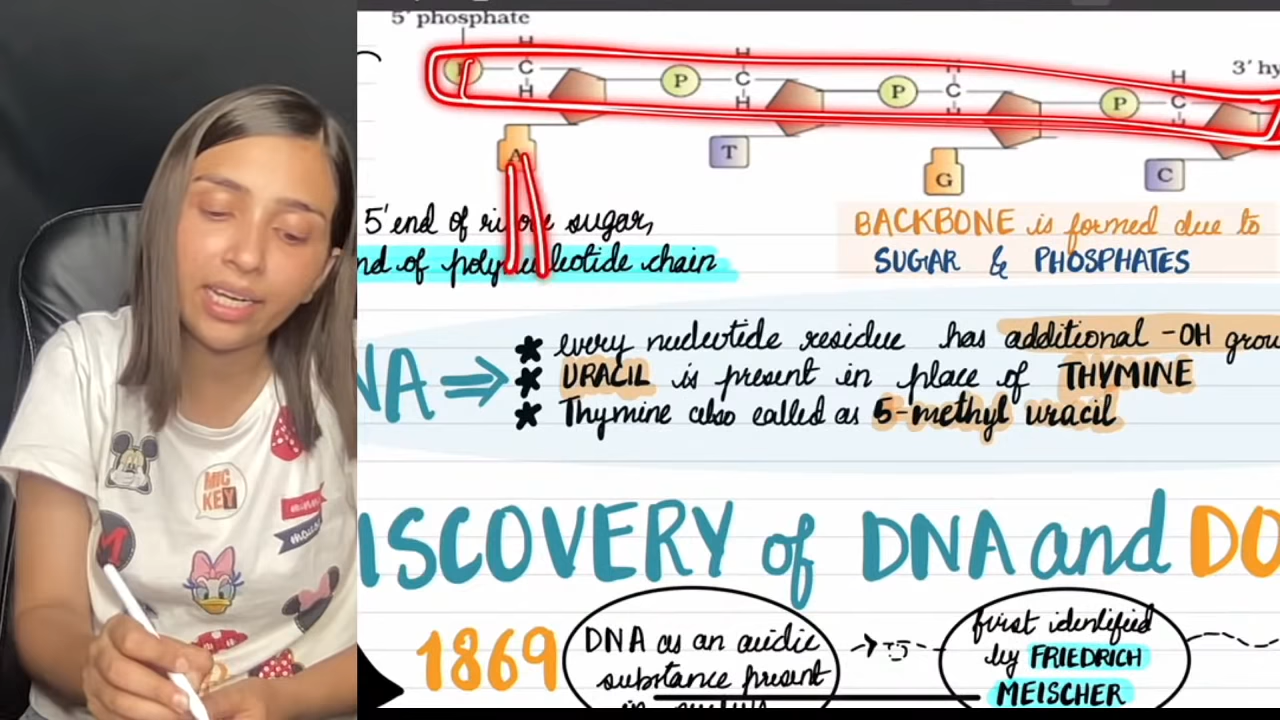 5' phosphate
H
C
H
P
H
C
H
P
H
C
P
H
C
3' hy
A
T
G
C
5' end of ribose sugar,
nd of polynucleotide chain
BACKBONE is formed due to
SUGAR & PHOSPHATES
NA ⇒
★ every nucleotide residue has additional -OH grou
★ URACIL is present in place of THYMINE
★ Thymine also called as 5-methyl uracil
ISCOVERY of DNA and DO
1869
DNA as an acidic
substance present
in
first identified
by FRIEDRICH
MEISCHER
MIC
KEY